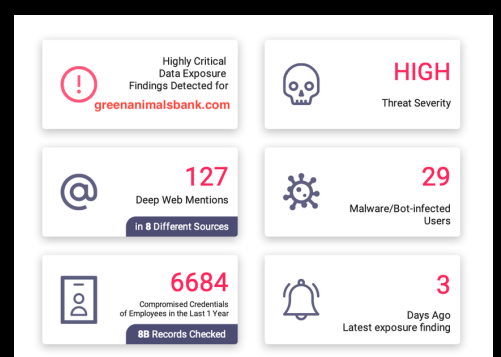 Highly Critical
Data Exposure
Findings Detected for
greenanimalsbank.com
HIGH
Threat Severity
127
Deep Web Mentions
in 8 Different Sources
29
Malware/Bot-infected
Users
6684
Compromised Credentials
of Employees in the Last 1 Year
8B Records Checked
3
Days Ago
Latest exposure finding